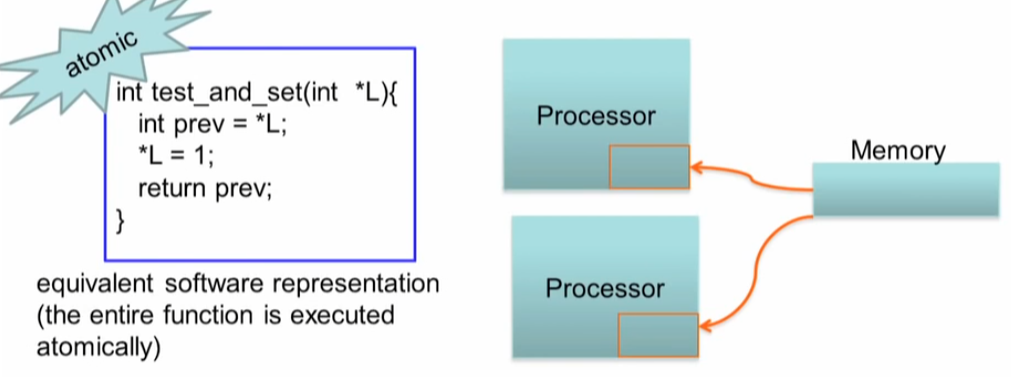 atomic
int test_and_set(int *L){
int prev = *L;
*L = 1;
return prev;
}
equivalent software representation
(the entire function is executed
atomically)
Processor
Memory
Processor